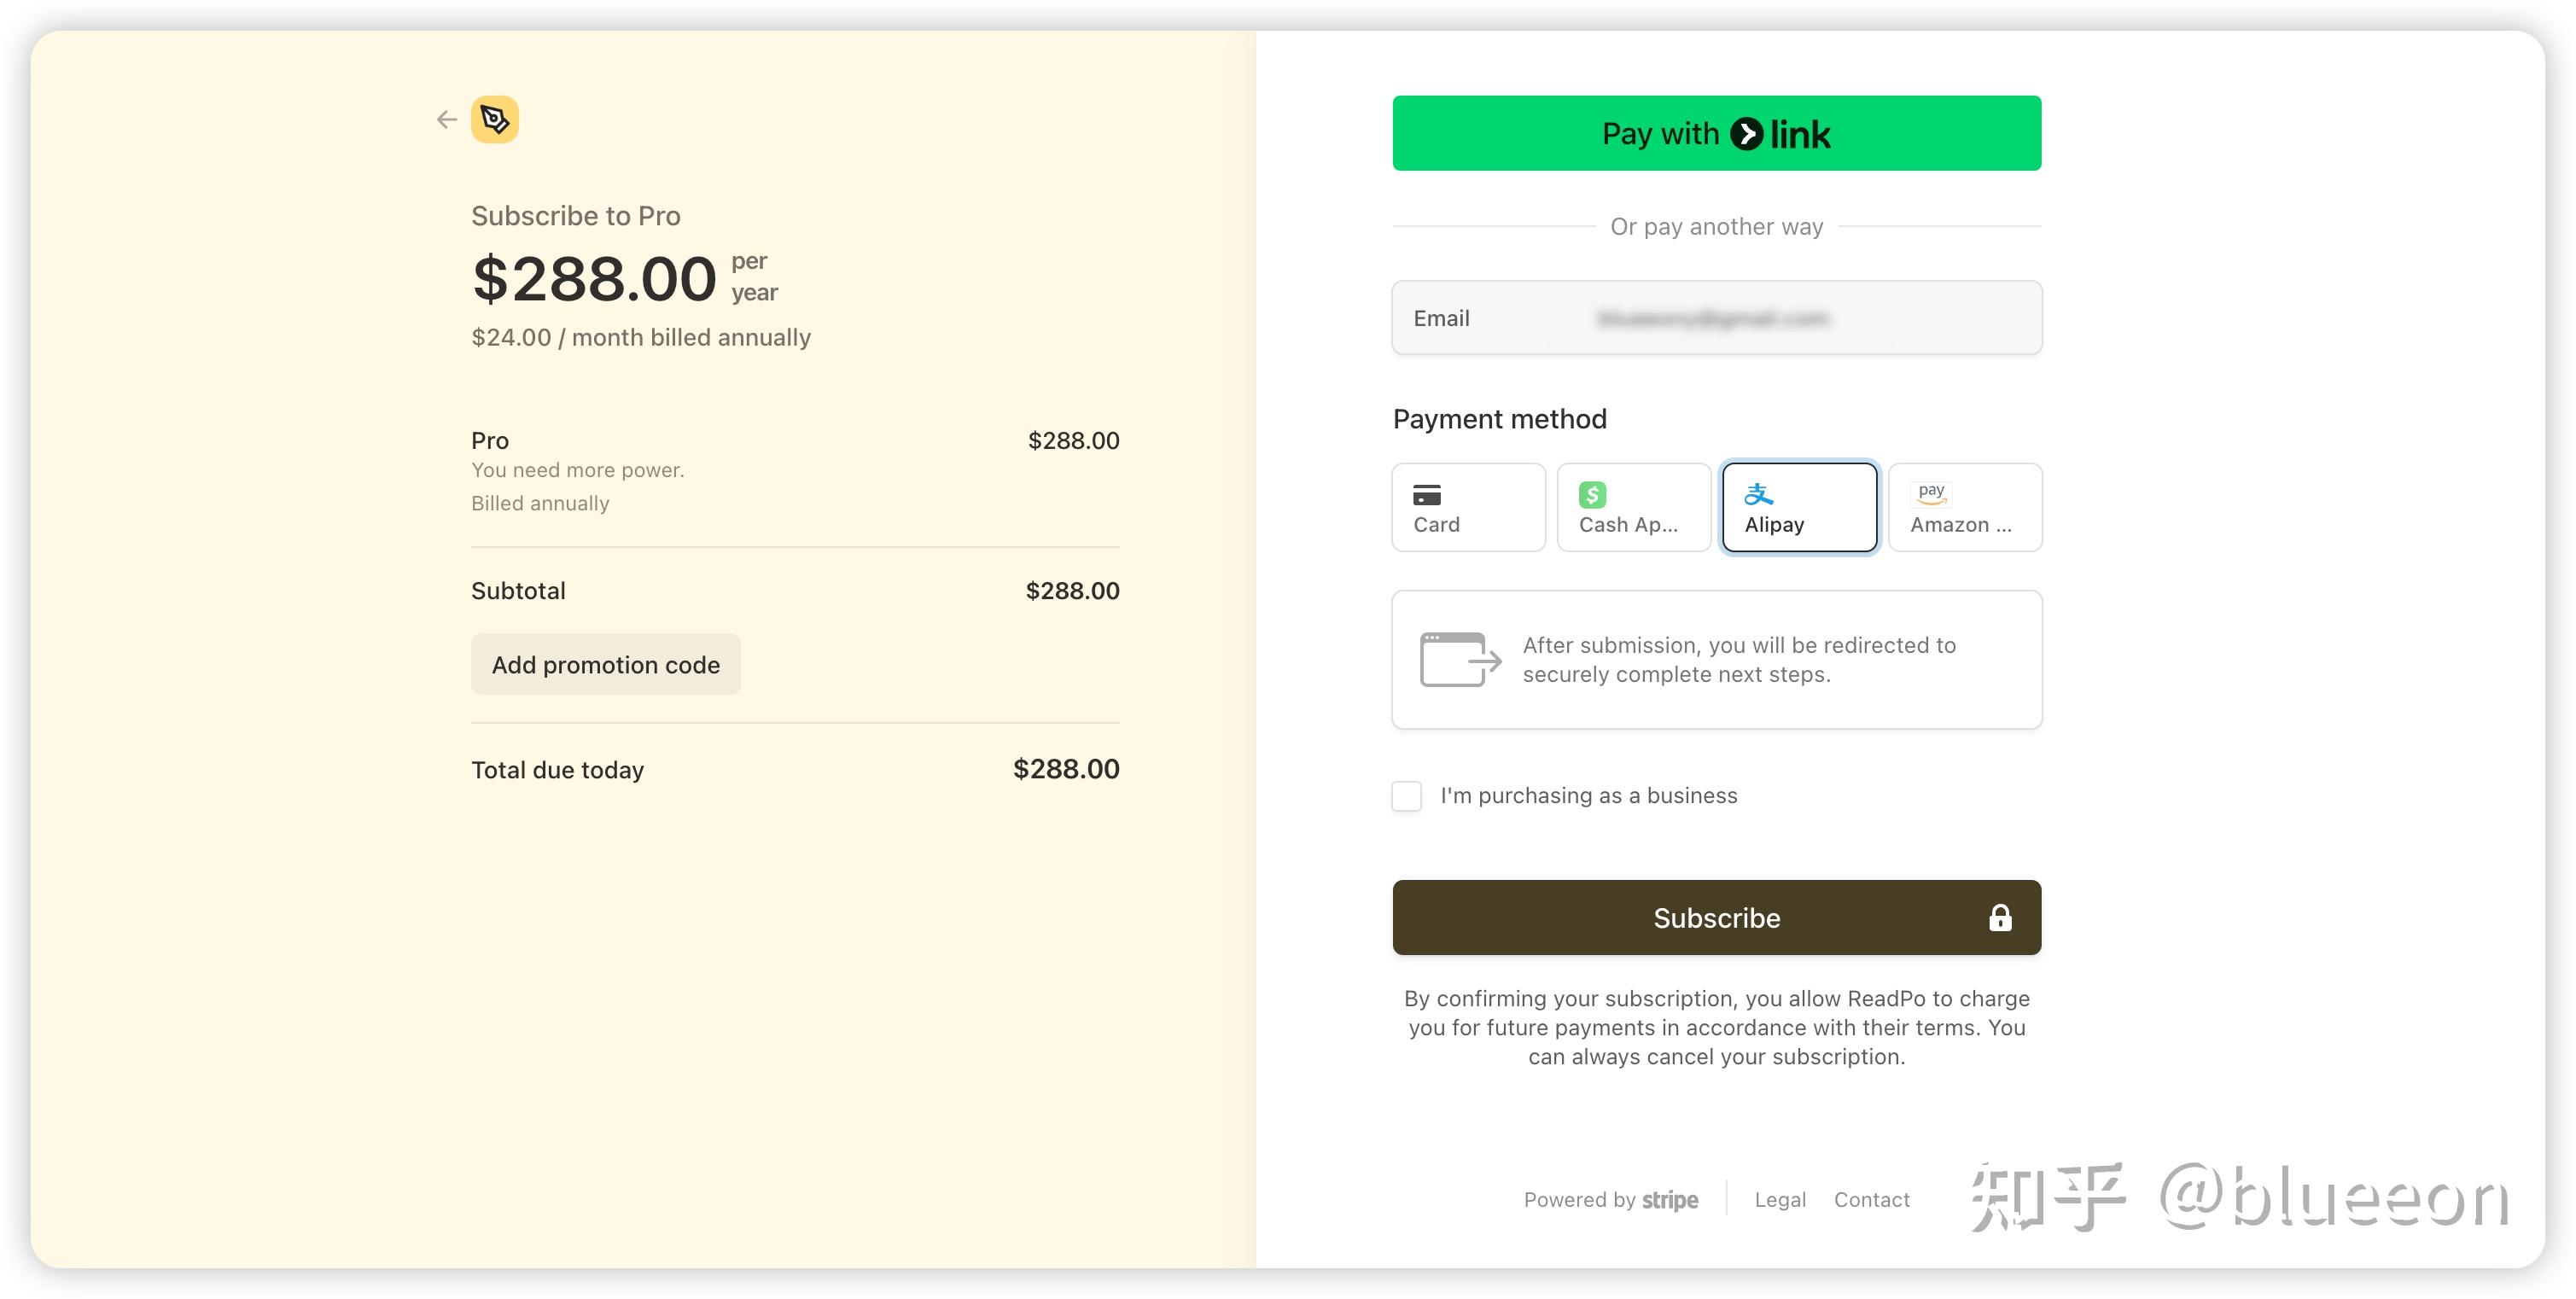 Subscribe to Pro
$288.00 per year
$24.00 / month billed annually
Pro $288.00
You need more power.
Billed annually
Subtotal $288.00
Add promotion code
Total due today $288.00
Pay with link
Or pay another way
Email
Payment method
Card
Cash Ap...
支
Alipay
pay
Amazon ...
After submission, you will be redirected to
securely complete next steps.
I'm purchasing as a business
Subscribe
By confirming your subscription, you allow ReadPo to charge
you for future payments in accordance with their terms. You
can always cancel your subscription.
Powered by stripe
Legal Contact
知乎 @blueeon